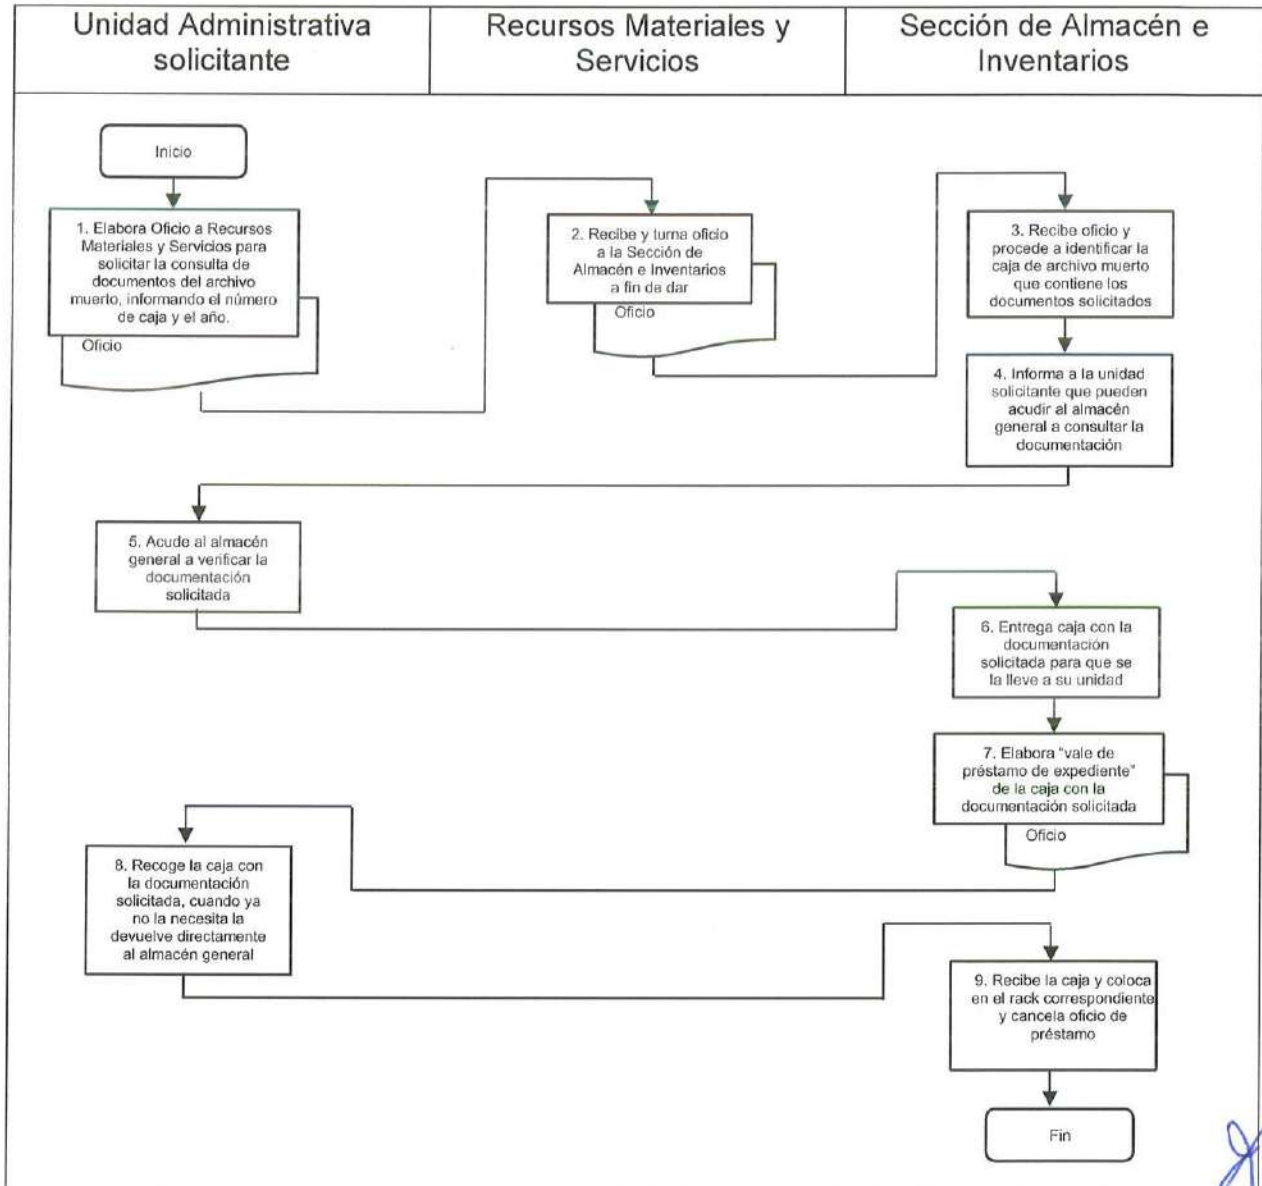 Unidad Administrativa
solicitante
Recursos Materiales y
Servicios
Sección de Almacén e
Inventarios
Inicio
1. Elabora Oficio a Recursos
Materiales y Servicios para
solicitar la consulta de
documentos del archivo
muerto, informando el número
de caja y el año.
Oficio
2. Recibe y turna oficio
a la Sección de
Almacén e Inventarios
a fin de dar
Oficio
3. Recibe oficio y
procede a identificar la
caja de archivo muerto
que contiene los
documentos solicitados
4. Informa a la unidad
solicitante que pueden
acudir al almacén
general a consultar la
documentación
5. Acude al almacén
general a verificar la
documentación
solicitada
6. Entrega caja con la
documentación
solicitada para que se
la lleve a su unidad
7. Elabora "vale de
préstamo de expediente"
de la caja con la
documentación solicitada
Oficio
8. Recoge la caja con
la documentación
solicitada, cuando ya
no la necesita la
devuelve directamente
al almacén general
9. Recibe la caja y coloca
en el rack correspondiente
y cancela oficio de
préstamo
Fin